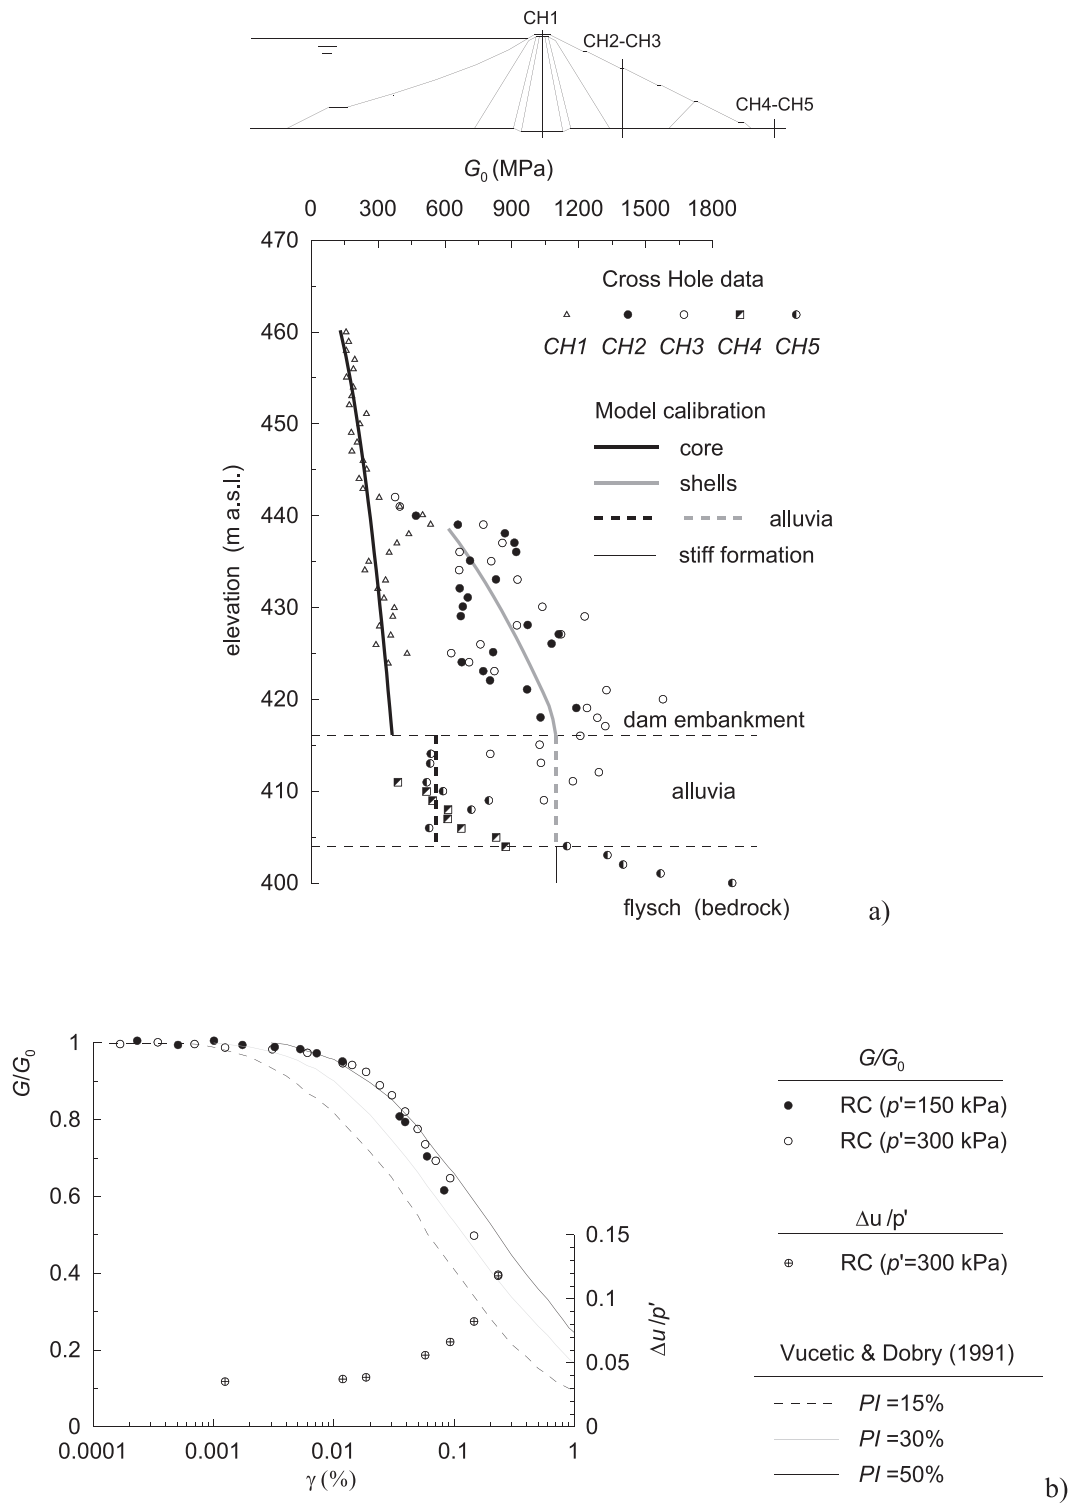 CH1
CH2-CH3
CH4-CH5
G0 (MPa)
0 300 600 900 1200 1500 1800
470
460
450
440
430
420
410
400
elevation (m a.s.l.)
Cross Hole data
CH1 CH2 CH3 CH4 CH5
Model calibration
core
shells
alluvia
stiff formation
dam embankment
alluvia
flysch (bedrock)
a)
G/G0
1
0.8
0.6
0.4
0.2
0
0.0001 0.001 0.01 0.1 1
γ (%)
0.15
0.1
0.05
0
Δu/p'
G/G0
RC (p'=150 kPa)
RC (p'=300 kPa)
Δu/p'
RC (p'=300 kPa)
Vucetic & Dobry (1991)
PI=15%
PI=30%
PI=50%
b)